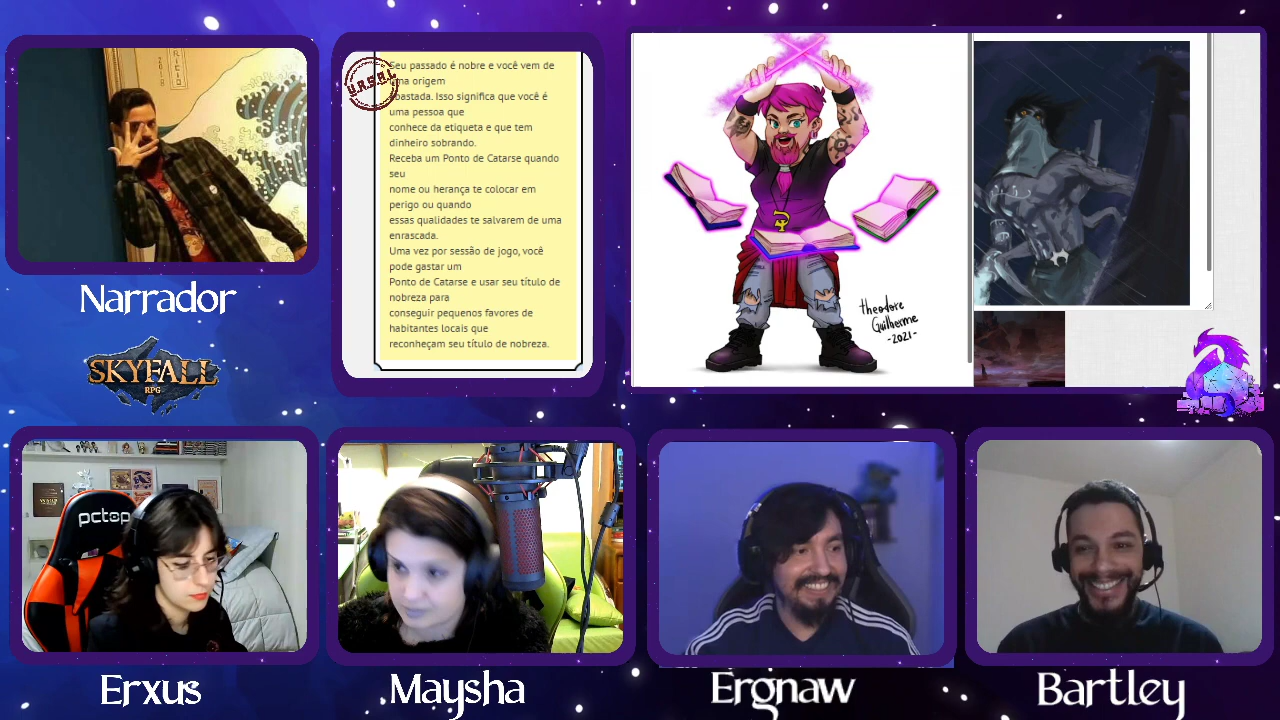 Seu passado é nobre e você vem de
uma origem
abastada. Isso significa que você é
uma pessoa que
conhece da etiqueta e que tem
dinheiro sobrando.
Receba um Ponto de Catarse quando
seu
nome ou herança te colocar em
perigo ou quando
essas qualidades te salvarem de uma
enrascada.
Uma vez por sessão de jogo, você
pode gastar um
Ponto de Catarse e usar seu título de
nobreza para
conseguir pequenos favores de
habitantes locais que
reconheçam seu título de nobreza.
theodore
Guilherme
-2021-
Narrador
SKYFALL
RPG
pctop
Erxus
Maysha
Ergnaw
Bartley